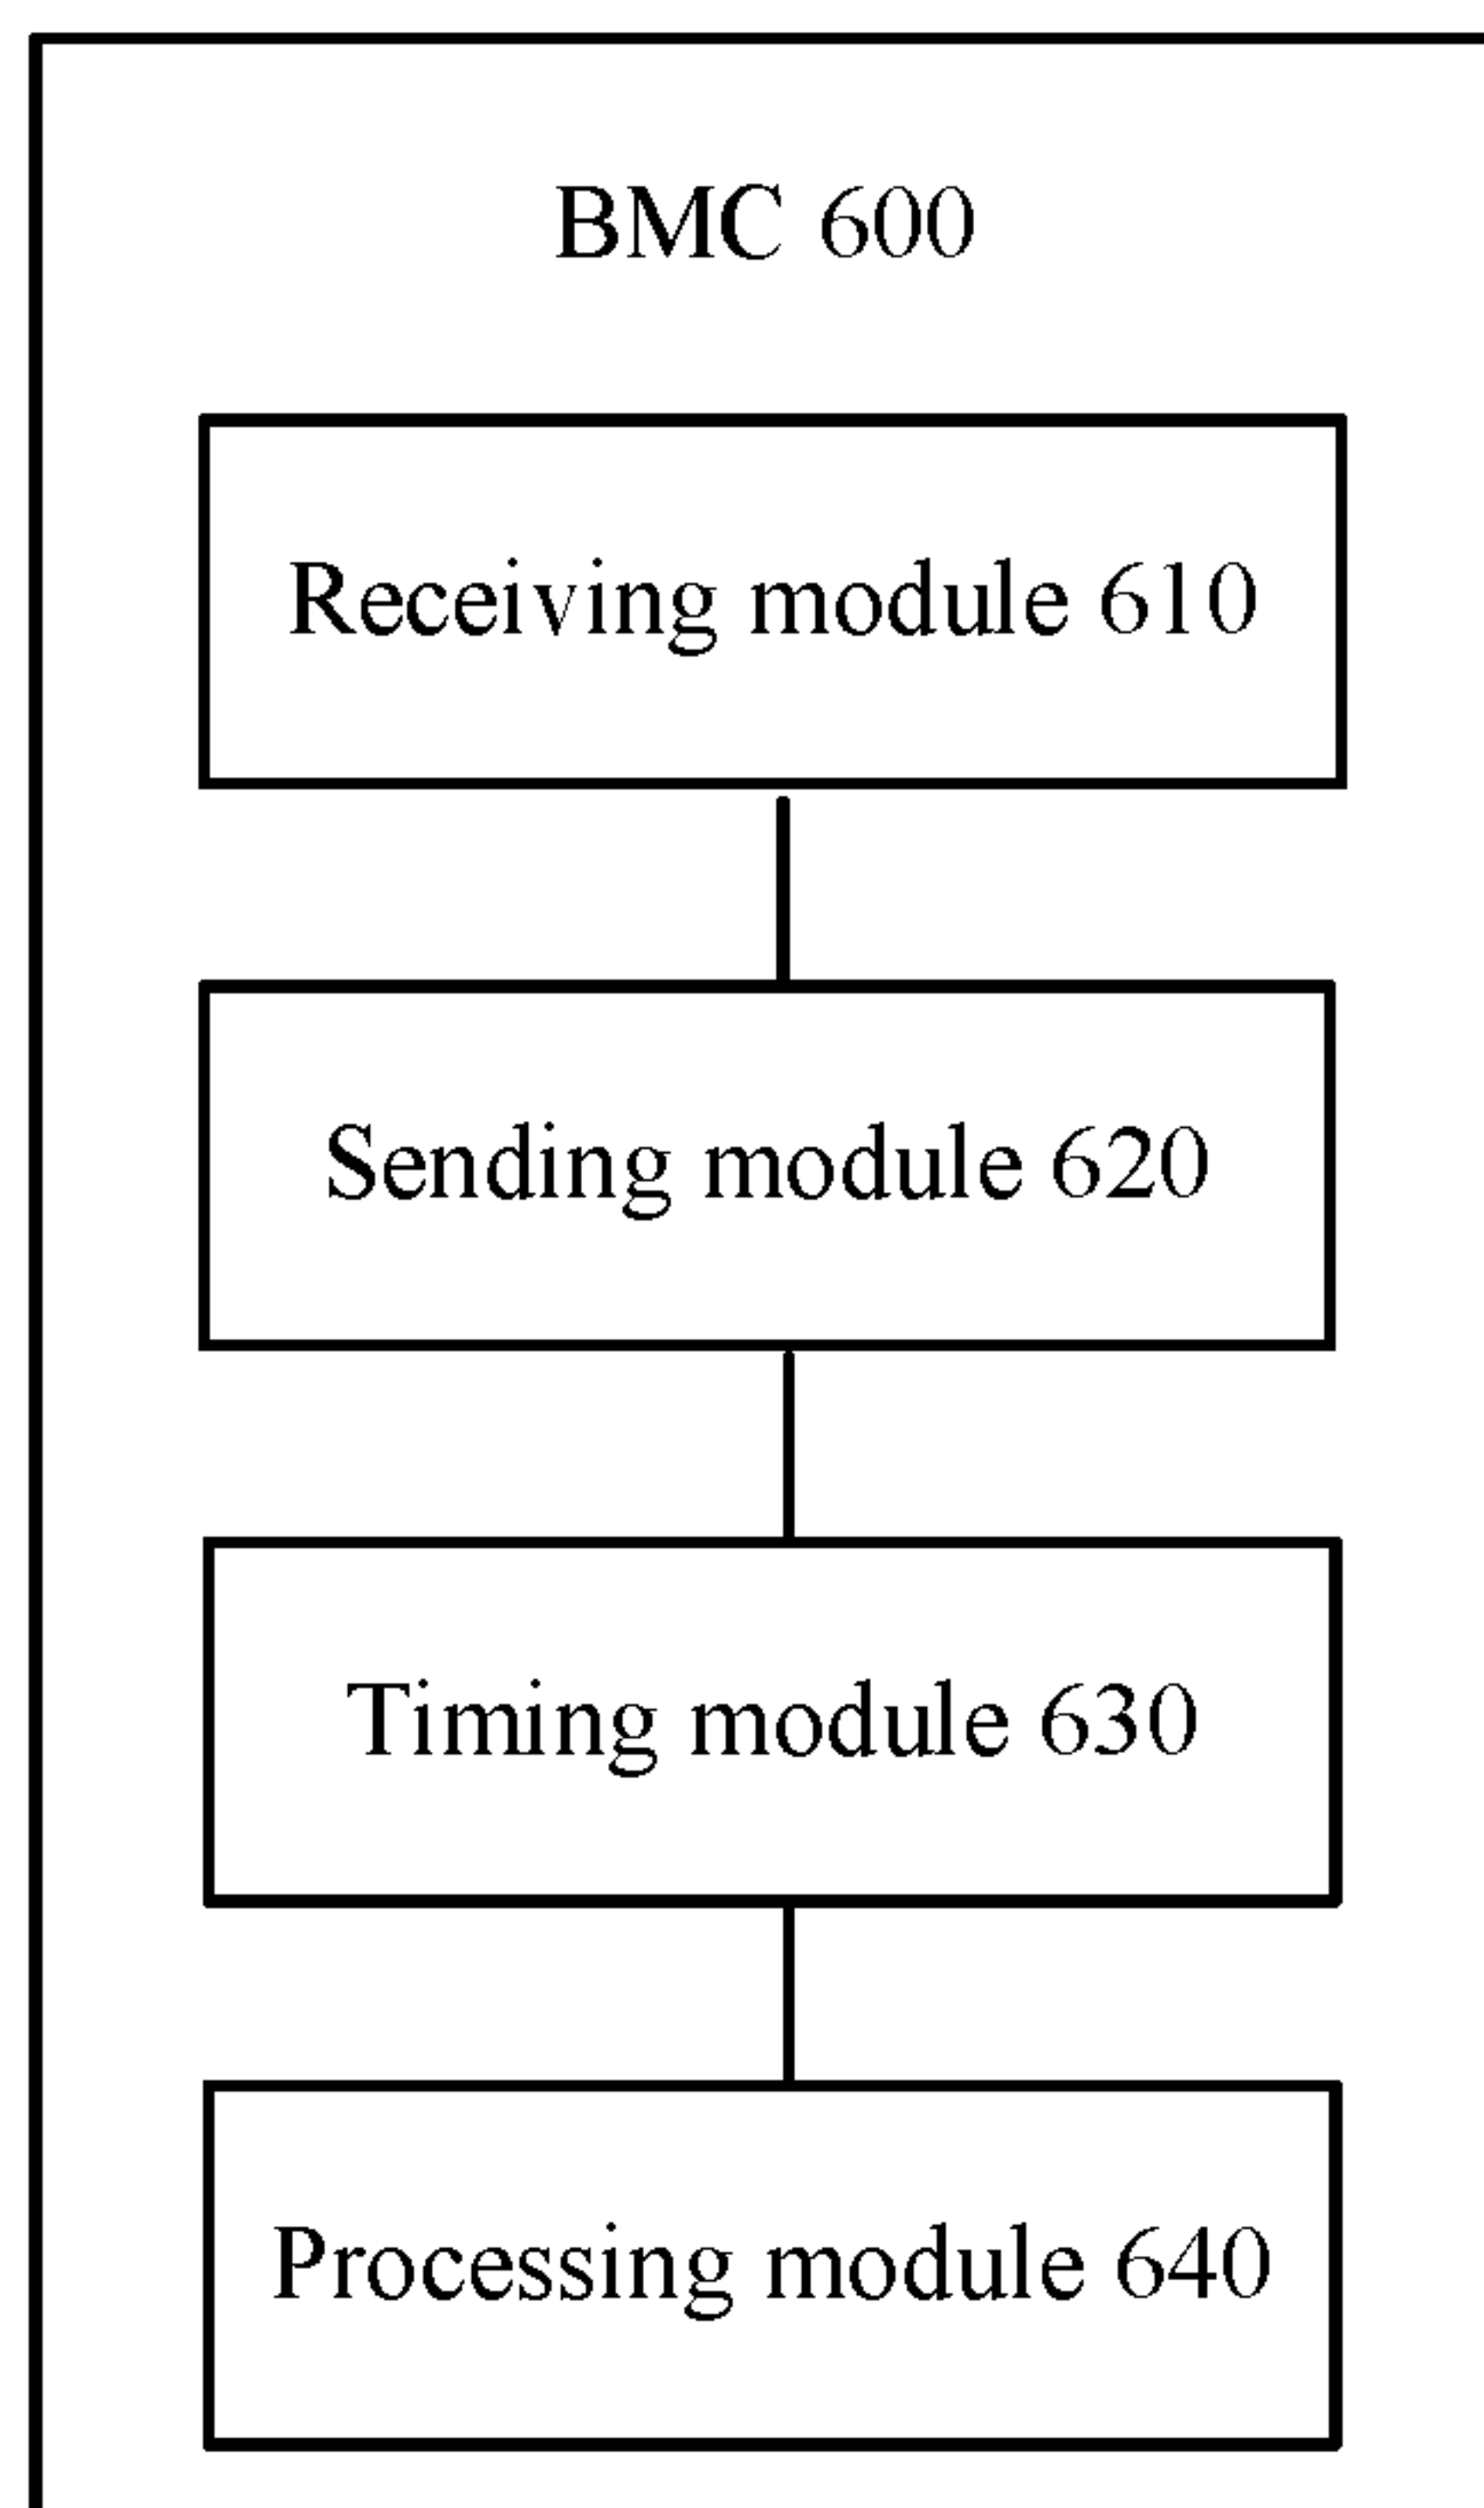 BMC 600
Receiving module 610
Sending module 620
Timing module 630
Processing module 640